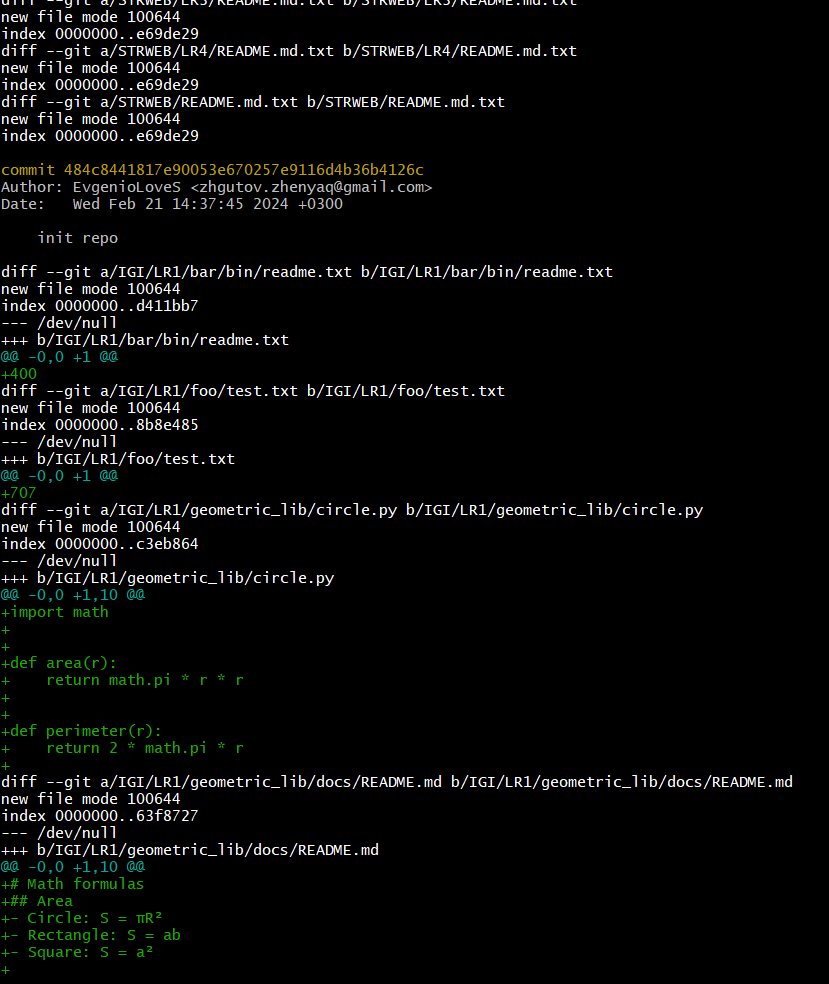 diff --git a/STRWEB/LR3/README.md.txt b/STRWEB/LR3/README.md.txt
new file mode 100644
index 0000000..e69de29
diff --git a/STRWEB/LR4/README.md.txt b/STRWEB/LR4/README.md.txt
new file mode 100644
index 0000000..e69de29
diff --git a/STRWEB/README.md.txt b/STRWEB/README.md.txt
new file mode 100644
index 0000000..e69de29
commit 484c8441817e90053e670257e9116d4b36b4126c
Author: EvgenioLoveS <zhgutov.zhenyaq@gmail.com>
Date:   Wed Feb 21 14:37:45 2024 +0300
    init repo
diff --git a/IGI/LR1/bar/bin/readme.txt b/IGI/LR1/bar/bin/readme.txt
new file mode 100644
index 0000000..d411bb7
--- /dev/null
+++ b/IGI/LR1/bar/bin/readme.txt
@@ -0,0 +1 @@
+400
diff --git a/IGI/LR1/foo/test.txt b/IGI/LR1/foo/test.txt
new file mode 100644
index 0000000..8b8e485
--- /dev/null
+++ b/IGI/LR1/foo/test.txt
@@ -0,0 +1 @@
+707
diff --git a/IGI/LR1/geometric_lib/circle.py b/IGI/LR1/geometric_lib/circle.py
new file mode 100644
index 0000000..c3eb864
--- /dev/null
+++ b/IGI/LR1/geometric_lib/circle.py
@@ -0,0 +1,10 @@
+import math
+
+
+def area(r):
+    return math.pi * r * r
+
+
+def perimeter(r):
+    return 2 * math.pi * r
+
diff --git a/IGI/LR1/geometric_lib/docs/README.md b/IGI/LR1/geometric_lib/docs/README.md
new file mode 100644
index 0000000..63f8727
--- /dev/null
+++ b/IGI/LR1/geometric_lib/docs/README.md
@@ -0,0 +1,10 @@
+# Math formulas
+## Area
+- Circle: S = πR²
+- Rectangle: S = ab
+- Square: S = a²
+